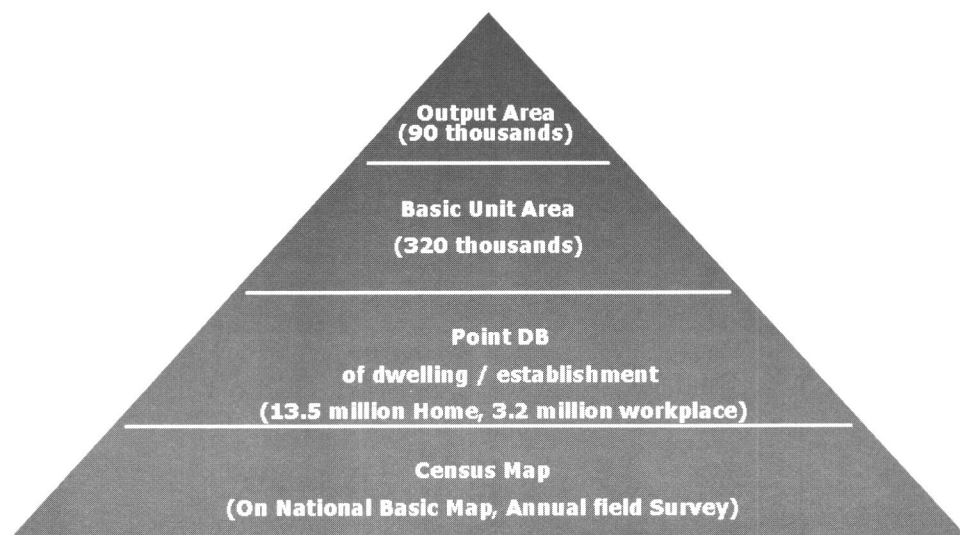 Output Area
(90 thousands)
Basic Unit Area
(320 thousands)
Point DB
of dwelling / establishment
(13.5 million Home, 3.2 million workplace)
Census Map
(On National Basic Map, Annual field Survey)